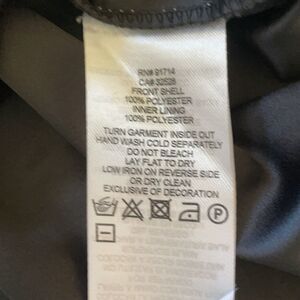 RN# 91714
CA# 32528
FRONT SHELL
100% POLYESTER
INNER LINING
100% POLYESTER
TURN GARMENT INSIDE OUT
HAND WASH COLD SEPARATELY
DO NOT BLEACH
LAY FLAT TO DRY
LOW IRON ON REVERSE SIDE
OR DRY CLEAN
EXCLUSIVE OF DECORATION
P